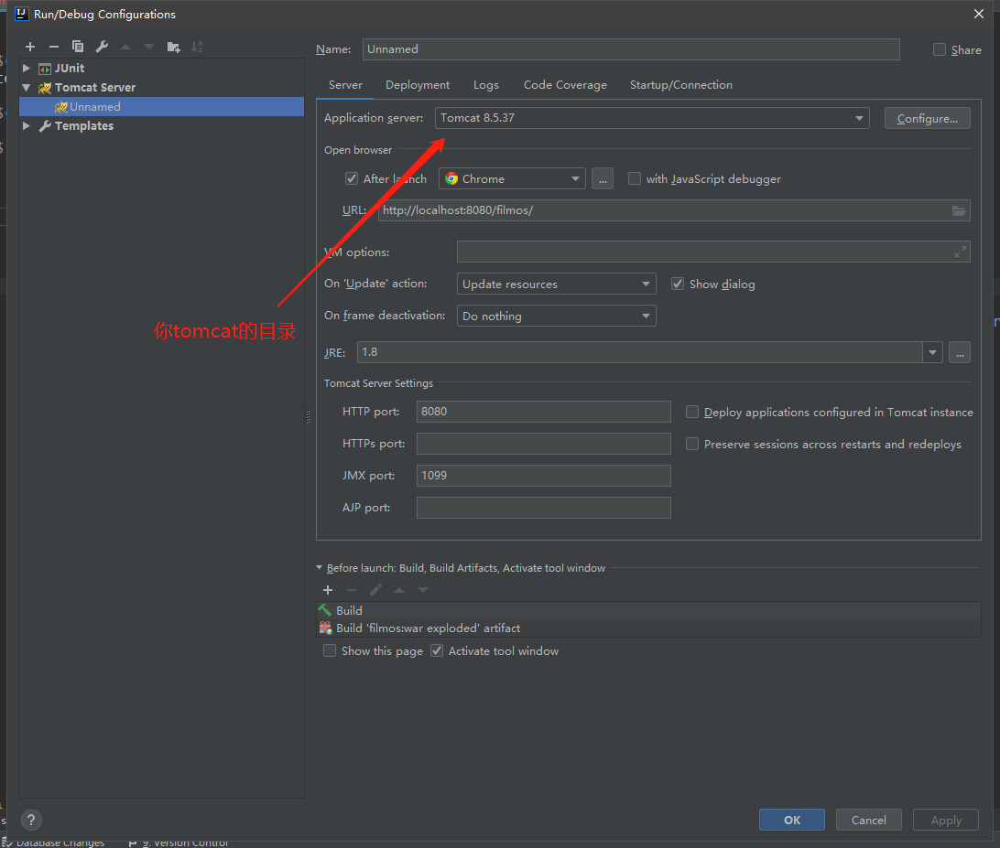 Run/Debug Configurations
Name: Unnamed Share
JUnit
Tomcat Server
Unnamed
Templates
Server Deployment Logs Code Coverage Startup/Connection
Application server: Tomcat 8.5.37 Configure...
Open browser
After launch Chrome ... with JavaScript debugger
URL: http://localhost:8080/filmos/
VM options:
On 'Update' action: Update resources Show dialog
On frame deactivation: Do nothing
你tomcat的目录
JRE: 1.8 ...
Tomcat Server Settings
HTTP port: 8080 Deploy applications configured in Tomcat instance
HTTPs port: Preserve sessions across restarts and redeploys
JMX port: 1099
AJP port:
Before launch: Build, Build Artifacts, Activate tool window
Build
Build 'filmos:war exploded' artifact
Show this page Activate tool window
? OK Cancel Apply
Database Changes 9: Version Control